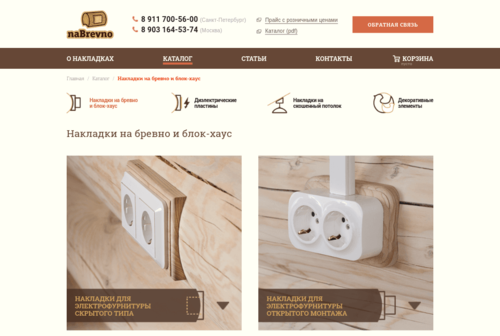 naBrevno
8 911 700-56-00 (Санкт-Петербург)
8 903 164-53-74 (Москва)
Прайс с розничными ценами
Каталог (pdf)
ОБРАТНАЯ СВЯЗЬ
О НАКЛАДКАХ КАТАЛОГ СТАТЬИ КОНТАКТЫ КОРЗИНА
Главная / Каталог / Накладки на бревно и блок-хаус
Накладки на бревно
и блок-хаус
Диэлектрические
пластины
Накладки на
скошенный потолок
Декоративные
элементы
Накладки на бревно и блок-хаус
НАКЛАДКИ ДЛЯ
ЭЛЕКТРОФУРНИТУРЫ
СКРЫТОГО ТИПА
НАКЛАДКИ ДЛЯ
ЭЛЕКТРОФУРНИТУРЫ
ОТКРЫТОГО МОНТАЖА